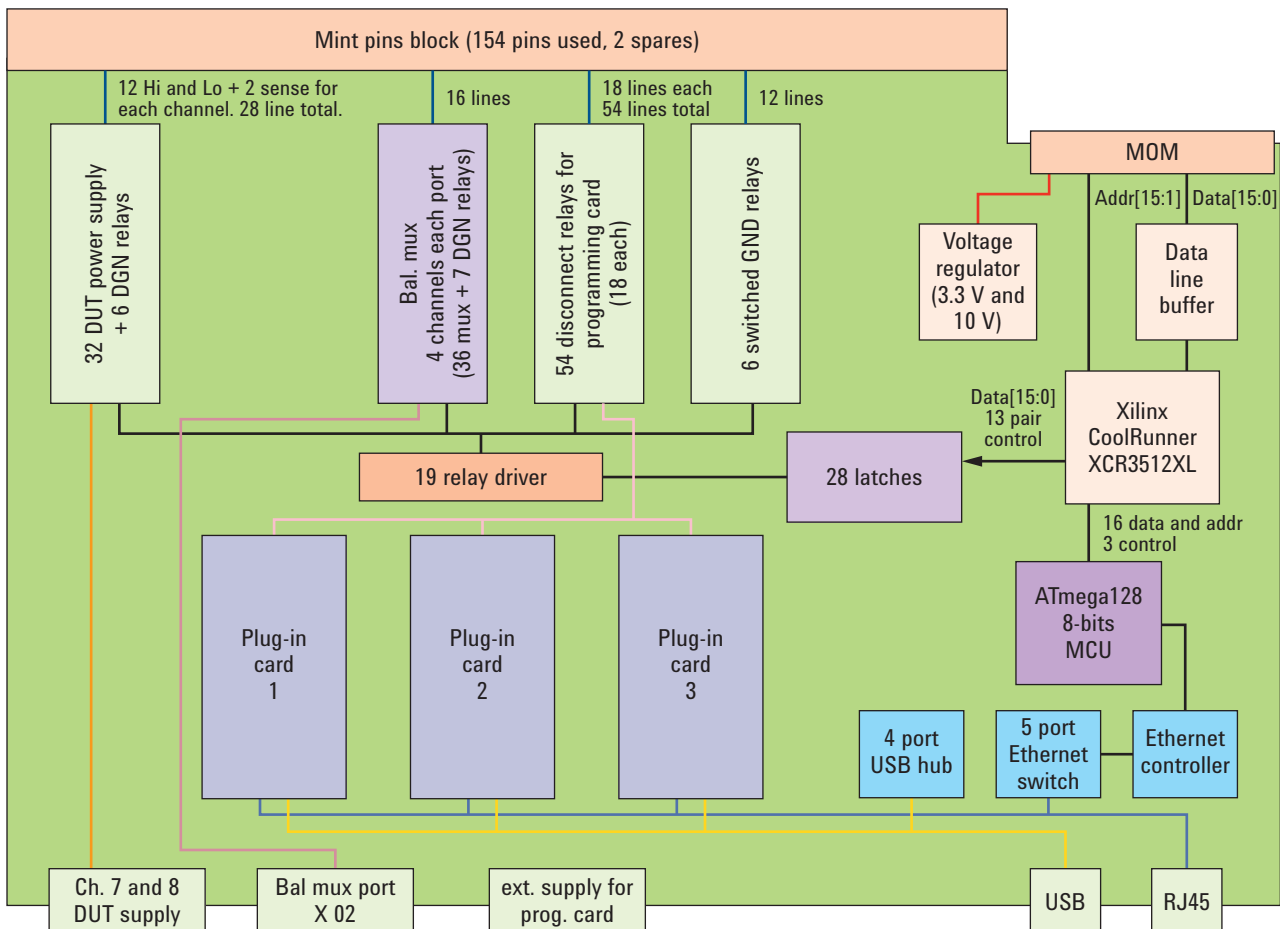 Mint pins block (154 pins used, 2 spares)
12 Hi and Lo + 2 sense for
each channel. 28 line total.
16 lines
18 lines each
54 lines total
12 lines
32 DUT power supply
+ 6 DGN relays
Bal. mux
4 channels each port
(36 mux + 7 DGN relays)
54 disconnect relays for
programming card
(18 each)
6 switched GND relays
MOM
Addr[15:1]
Data[15:0]
Voltage
regulator
(3.3 V and
10 V)
Data
line
buffer
Data[15:0]
13 pair
control
Xilinx
CoolRunner
XCR3512XL
19 relay driver
28 latches
16 data and addr
3 control
ATmega128
8-bits
MCU
Plug-in
card
1
Plug-in
card
2
Plug-in
card
3
4 port
USB hub
5 port
Ethernet
switch
Ethernet
controller
Ch. 7 and 8
DUT supply
Bal mux port
X 02
ext. supply for
prog. card
USB
RJ45